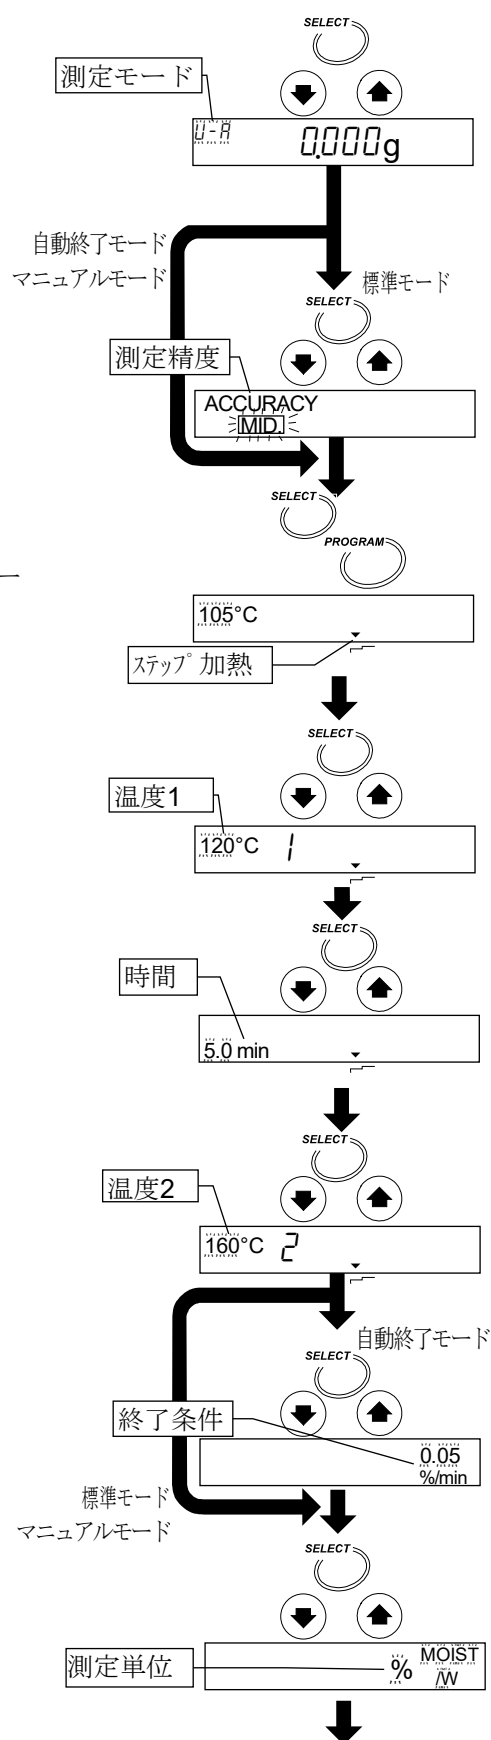 SELECT
測定モード
U-A 0.000g
自動終了モード
マニュアルモード
標準モード
SELECT
測定精度
ACCURACY
MID.
SELECT
PROGRAM
105°C
ステップ加熱
SELECT
温度1
120°C 1
SELECT
時間
5.0 min
SELECT
温度2
160°C 2
自動終了モード
SELECT
終了条件
0.05
%/min
標準モード
マニュアルモード
SELECT
測定単位
% MOIST
/W